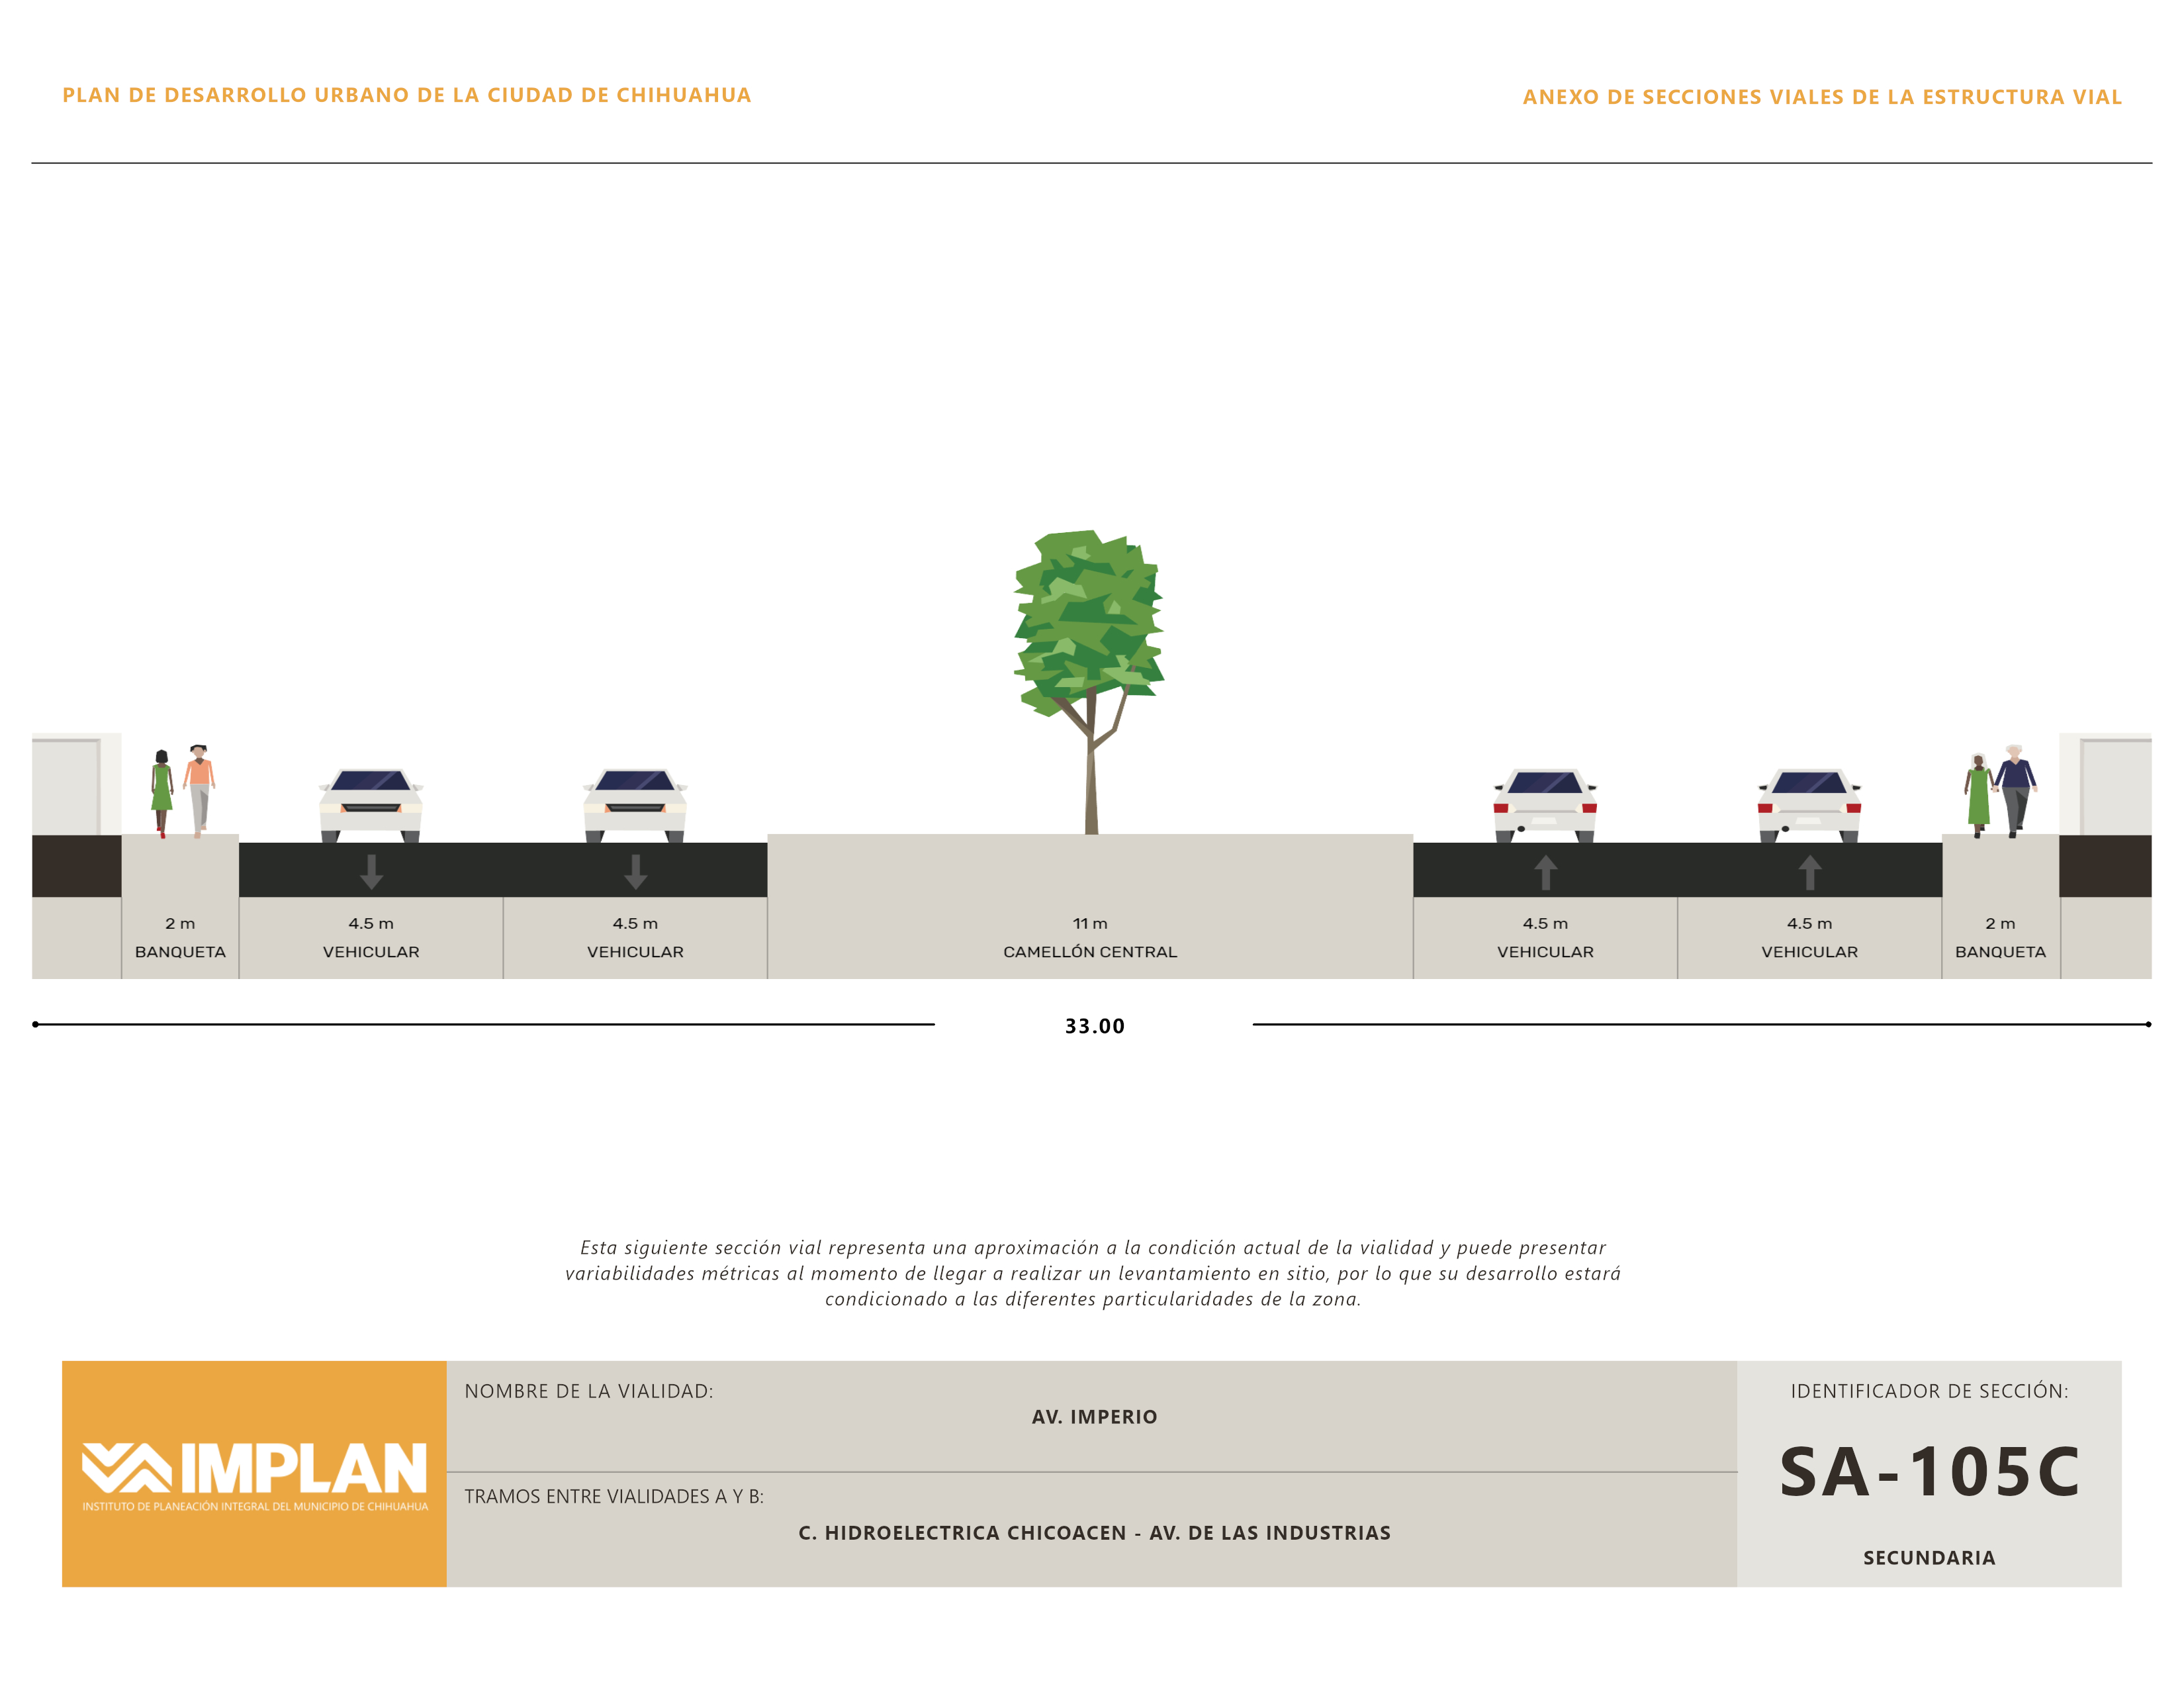 PLAN DE DESARROLLO URBANO DE LA CIUDAD DE CHIHUAHUA
ANEXO DE SECCIONES VIALES DE LA ESTRUCTURA VIAL
2 m
BANQUETA
4.5 m
VEHICULAR
4.5 m
VEHICULAR
11 m
CAMELLÓN CENTRAL
4.5 m
VEHICULAR
4.5 m
VEHICULAR
2 m
BANQUETA
33.00
Esta siguiente sección vial representa una aproximación a la condición actual de la vialidad y puede presentar
variabilidades métricas al momento de llegar a realizar un levantamiento en sitio, por lo que su desarrollo estará
condicionado a las diferentes particularidades de la zona.
IMPLAN
INSTITUTO DE PLANEACIÓN INTEGRAL DEL MUNICIPIO DE CHIHUAHUA
NOMBRE DE LA VIALIDAD:
AV. IMPERIO
TRAMOS ENTRE VIALIDADES A Y B:
C. HIDROELECTRICA CHICOACEN - AV. DE LAS INDUSTRIAS
IDENTIFICADOR DE SECCIÓN:
SA-105C
SECUNDARIA